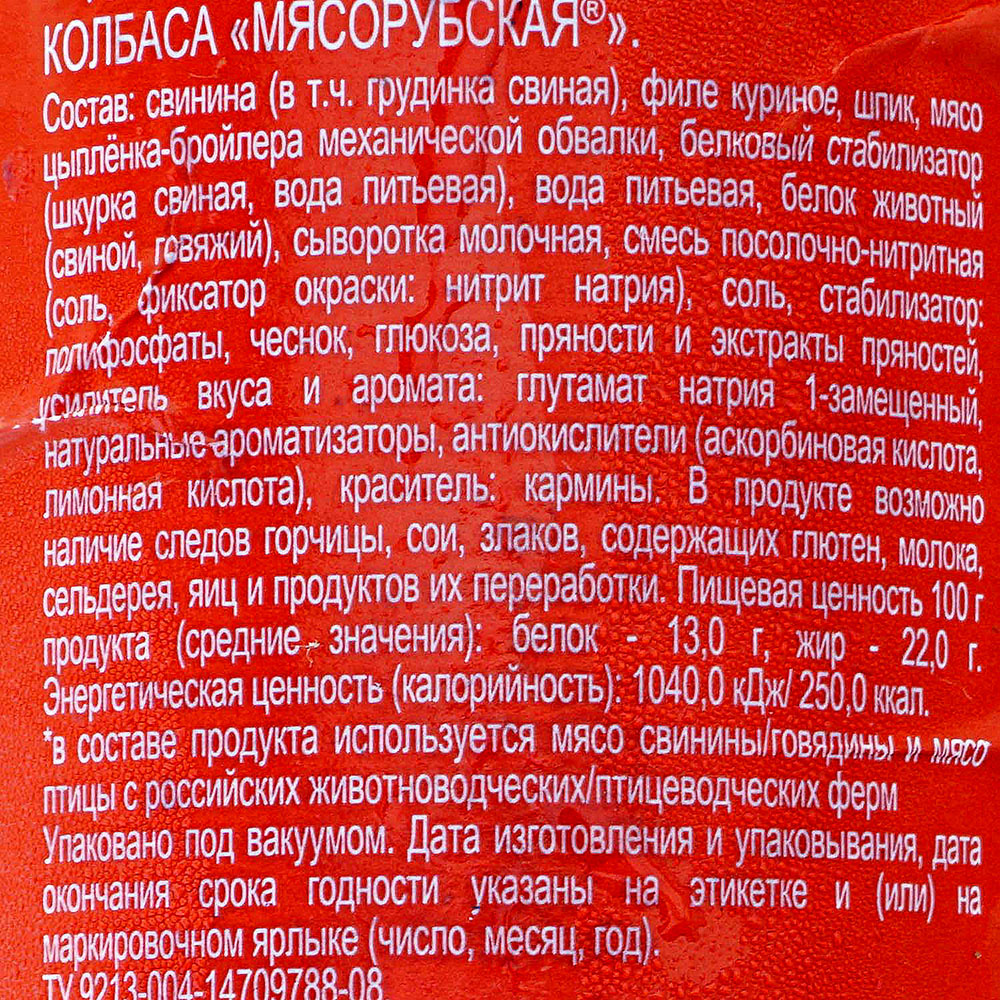 КОЛБАСА «МЯСОРУБСКАЯ®».
Состав: свинина (в т.ч. грудинка свиная), филе куриное, шпик, мясо
цыплёнка-бройлера механической обвалки, белковый стабилизатор
(шкурка свиная, вода питьевая), вода питьевая, белок животный
(свиной, говяжий), сыворотка молочная, смесь посолочно-нитритная
(соль, фиксатор окраски: нитрит натрия), соль, стабилизатор:
полифосфаты, чеснок, глюкоза, пряности и экстракты пряностей,
усилитель вкуса и аромата: глутамат натрия 1-замещенный,
натуральные ароматизаторы, антиокислители (аскорбиновая кислота,
лимонная кислота), краситель: кармины. В продукте возможно
наличие следов горчицы, сои, злаков, содержащих глютен, молока,
сельдерея, яиц и продуктов их переработки. Пищевая ценность 100 г
продукта (средние значения): белок - 13,0 г, жир - 22,0 г.
Энергетическая ценность (калорийность): 1040,0 кДж/ 250,0 ккал.
*в составе продукта используется мясо свинины/говядины и мясо
птицы с российских животноводческих/птицеводческих ферм
Упаковано под вакуумом. Дата изготовления и упаковывания, дата
окончания срока годности указаны на этикетке и (или) на
маркировочном ярлыке (число, месяц, год).
ТУ 9213-004-14709788-08